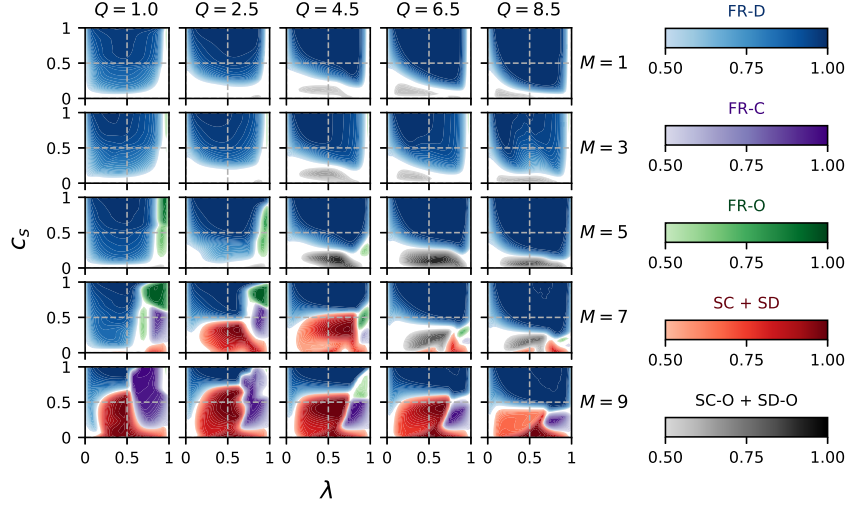 Q = 1.0 Q = 2.5 Q = 4.5 Q = 6.5 Q = 8.5
1
0.5
0
M = 1
1
0.5
0
M = 3
1
0.5
0
M = 5
1
0.5
0
M = 7
1
0.5
0
M = 9
0 0.5 1 0 0.5 1 0 0.5 1 0 0.5 1 0 0.5 1
c_s
λ
FR-D
0.50 0.75 1.00
FR-C
0.50 0.75 1.00
FR-O
0.50 0.75 1.00
SC + SD
0.50 0.75 1.00
SC-O + SD-O
0.50 0.75 1.00